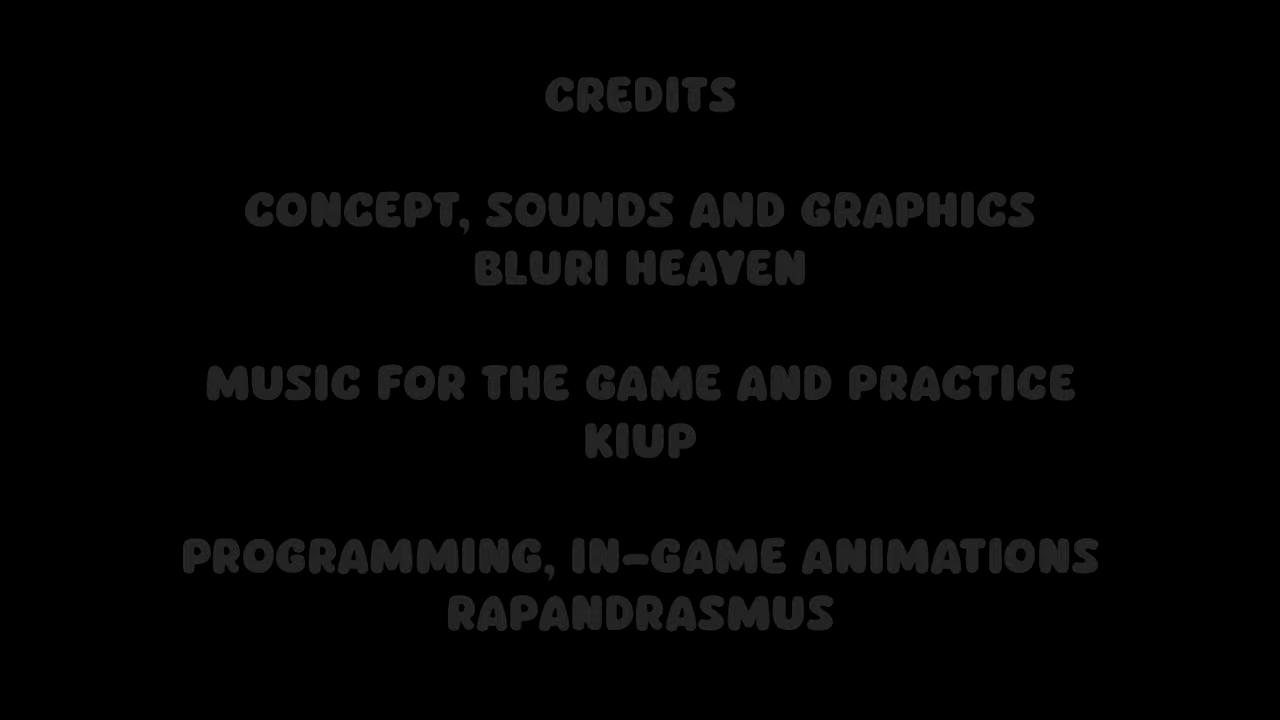 CREDITS
CONCEPT, SOUNDS AND GRAPHICS
BLURI HEAVEN
MUSIC FOR THE GAME AND PRACTICE
KIUP
PROGRAMMING, IN-GAME ANIMATIONS
RAPANDRASMUS